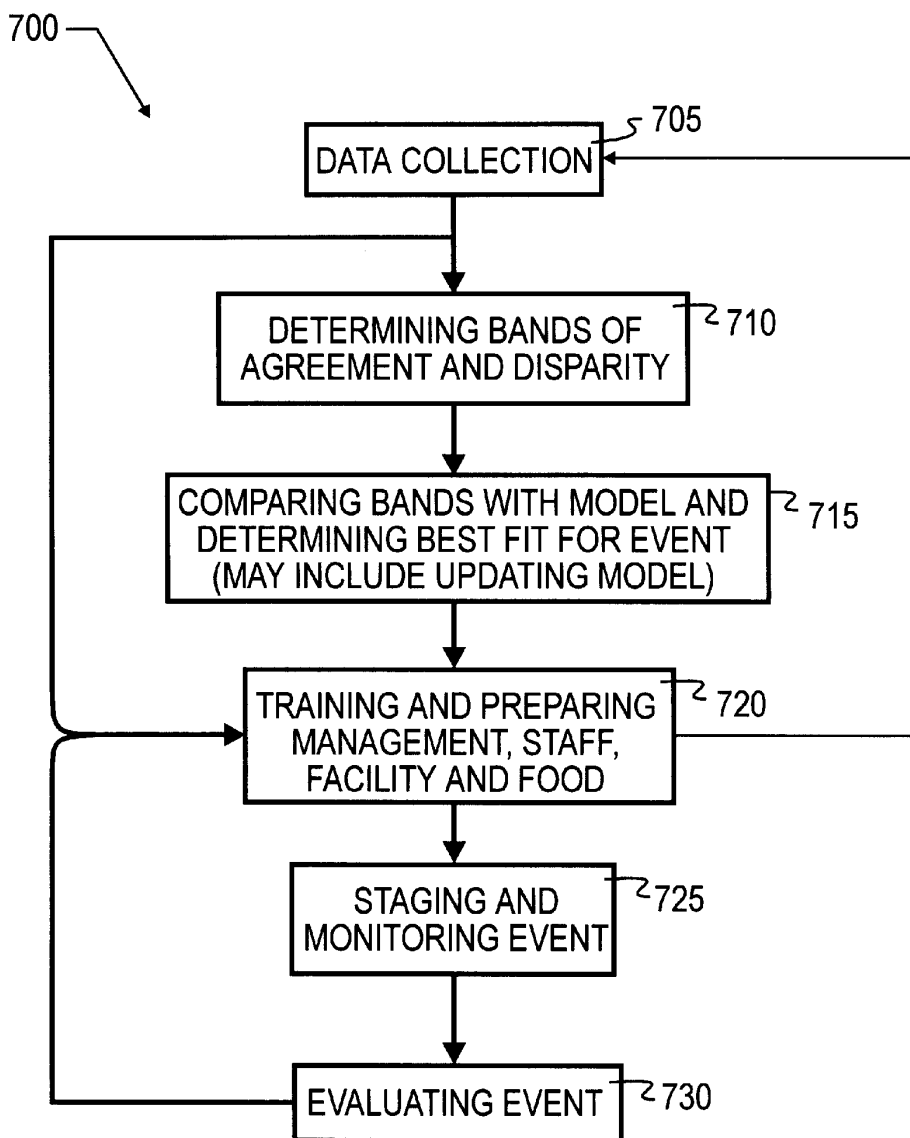 700
705
DATA COLLECTION
710
DETERMINING BANDS OF
AGREEMENT AND DISPARITY
715
COMPARING BANDS WITH MODEL AND
DETERMINING BEST FIT FOR EVENT
(MAY INCLUDE UPDATING MODEL)
720
TRAINING AND PREPARING
MANAGEMENT, STAFF,
FACILITY AND FOOD
725
STAGING AND
MONITORING EVENT
730
EVALUATING EVENT